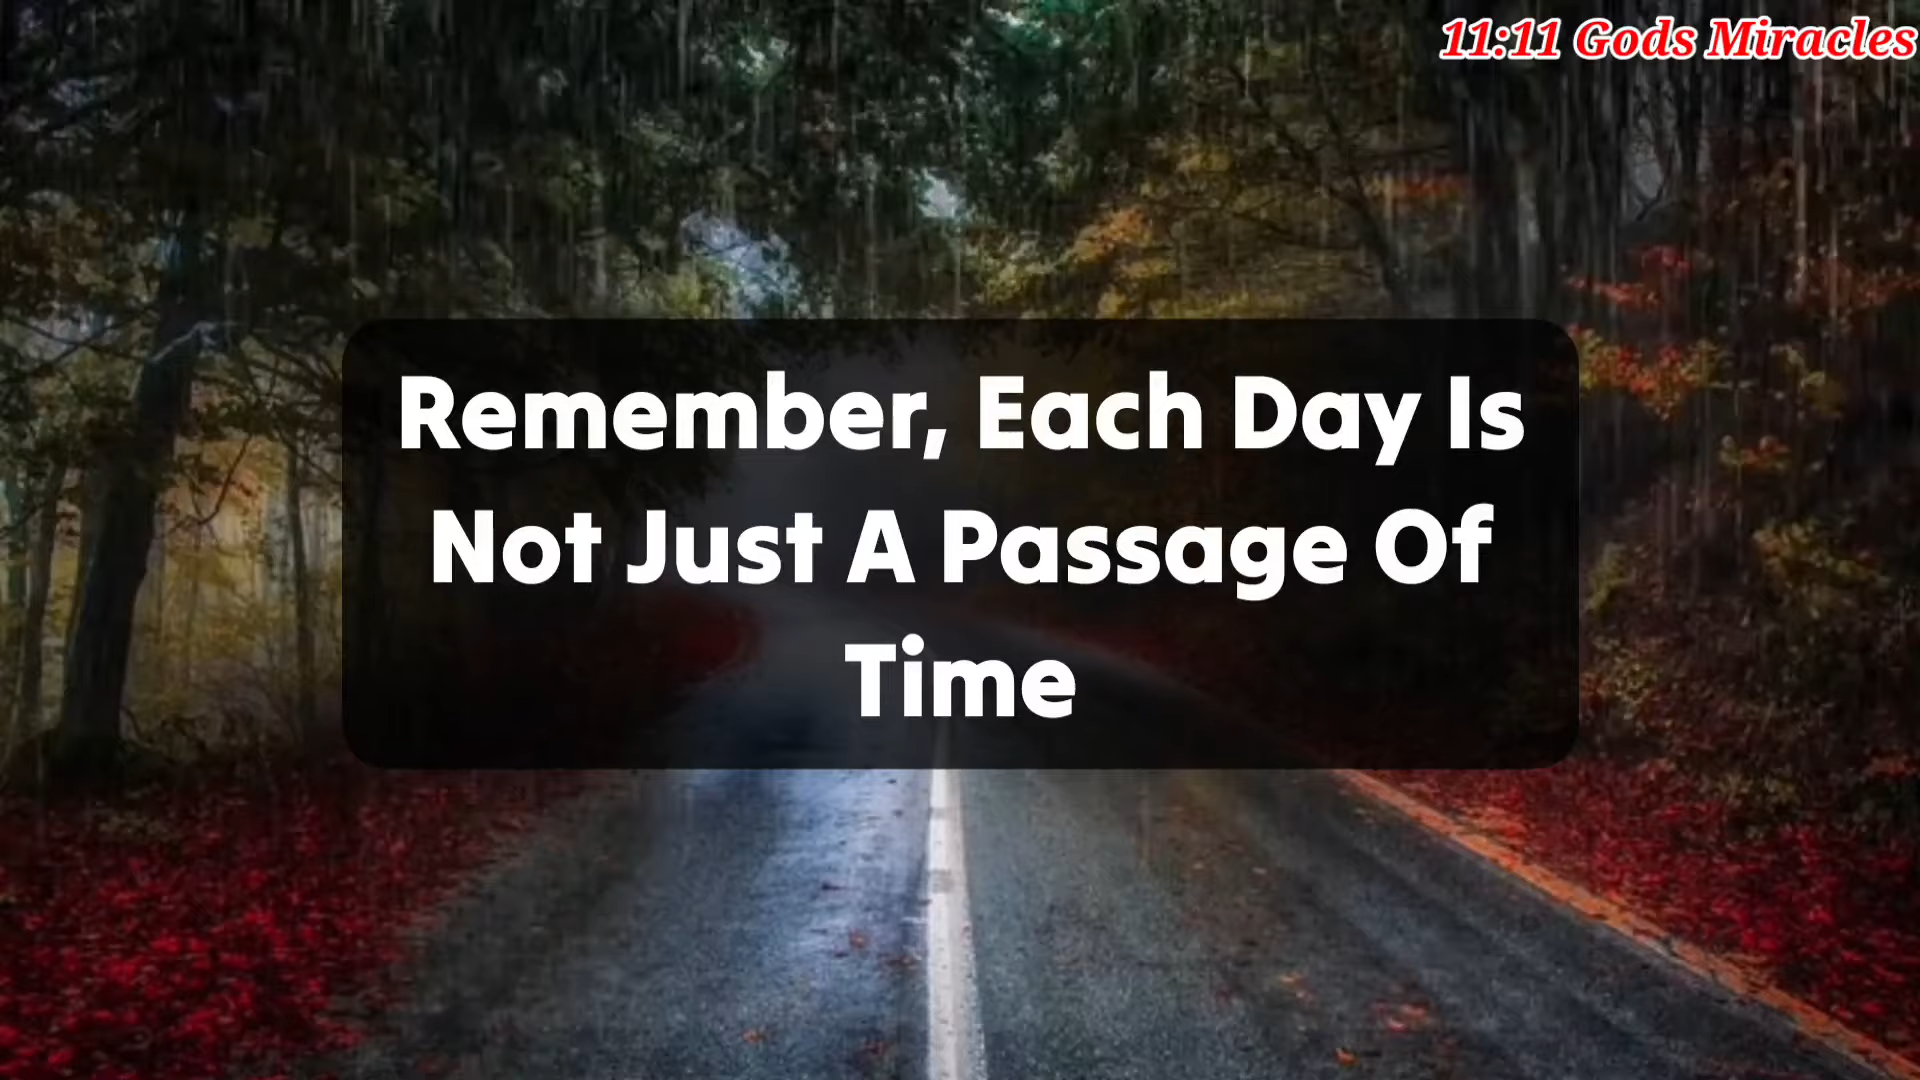 11:11 Gods Miracles
Remember, Each Day Is
Not Just A Passage Of
Time